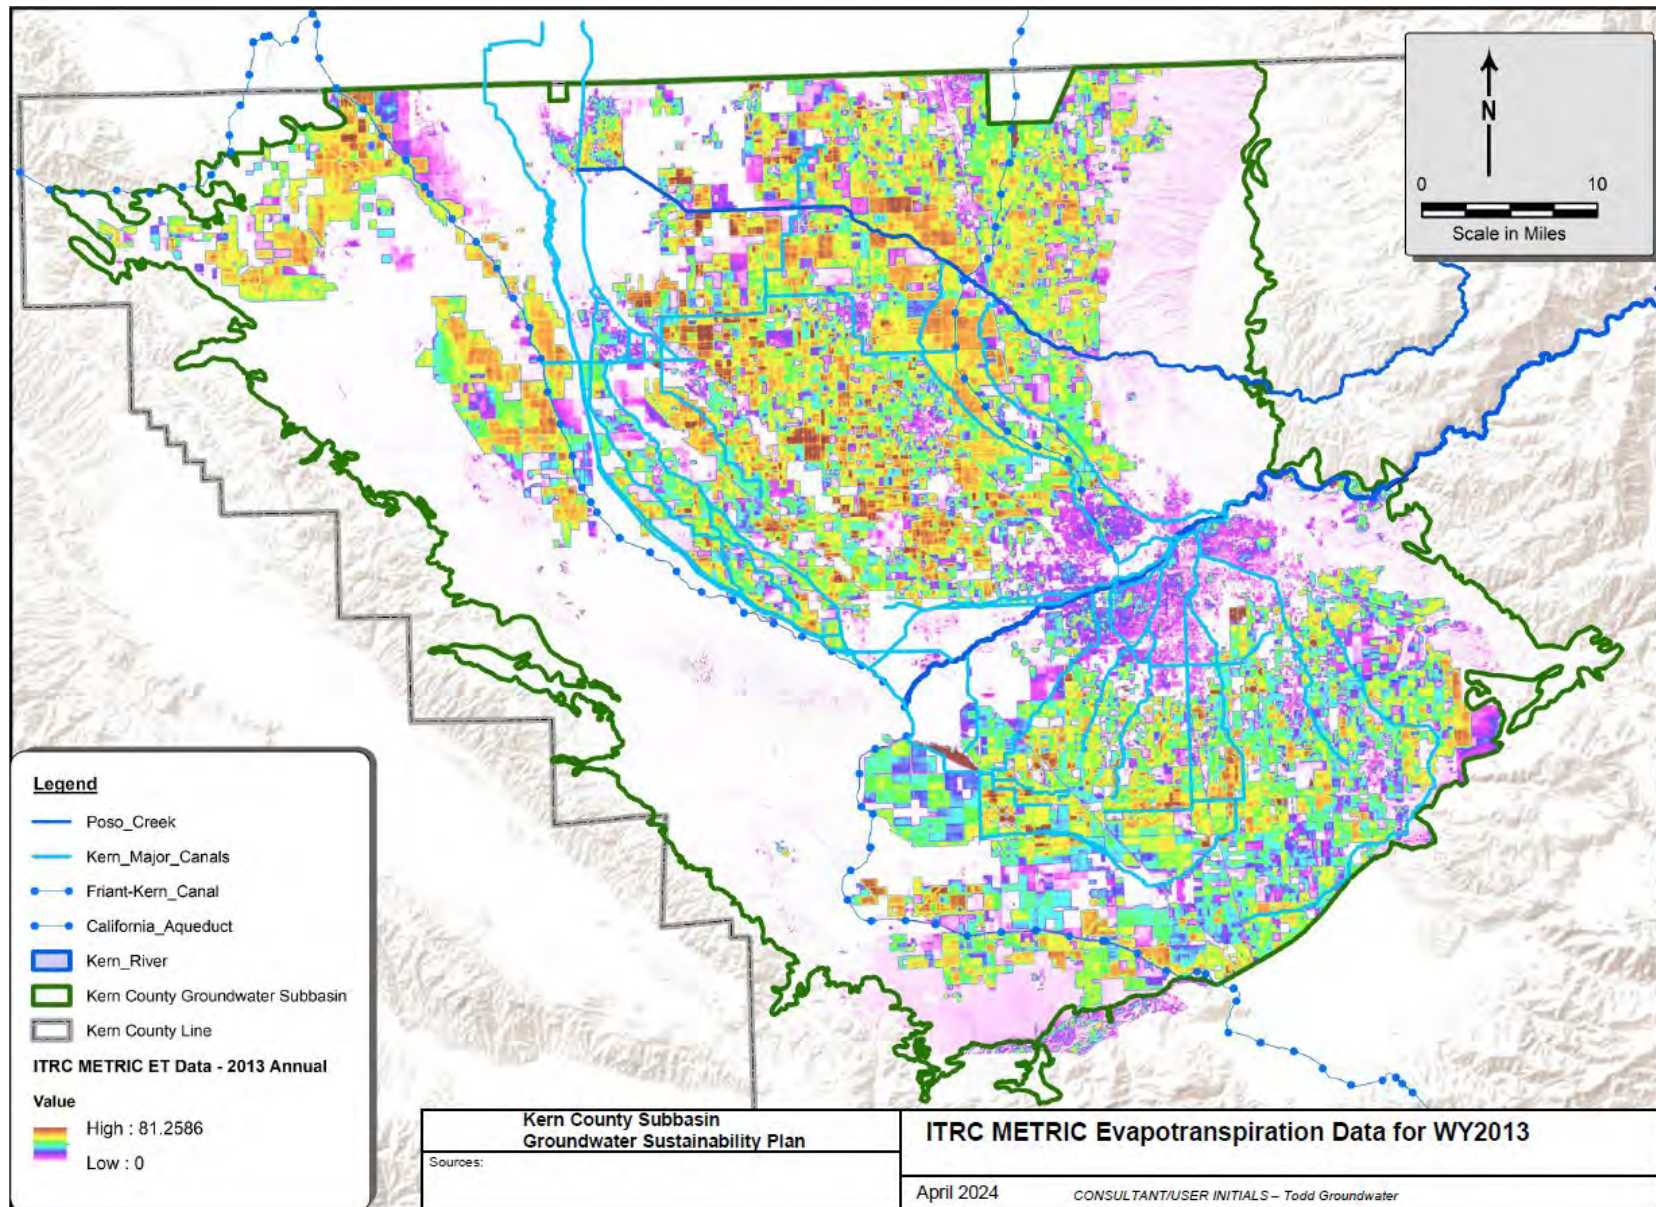 N
0 10
Scale in Miles
Legend
Poso_Creek
Kern_Major_Canals
Friant-Kern_Canal
California_Aqueduct
Kern_River
Kern County Groundwater Subbasin
Kern County Line
ITRC METRIC ET Data - 2013 Annual
Value
High : 81.2586
Low : 0
Kern County Subbasin
Groundwater Sustainability Plan
Sources:
ITRC METRIC Evapotranspiration Data for WY2013
April 2024 CONSULTANT/USER INITIALS – Todd Groundwater